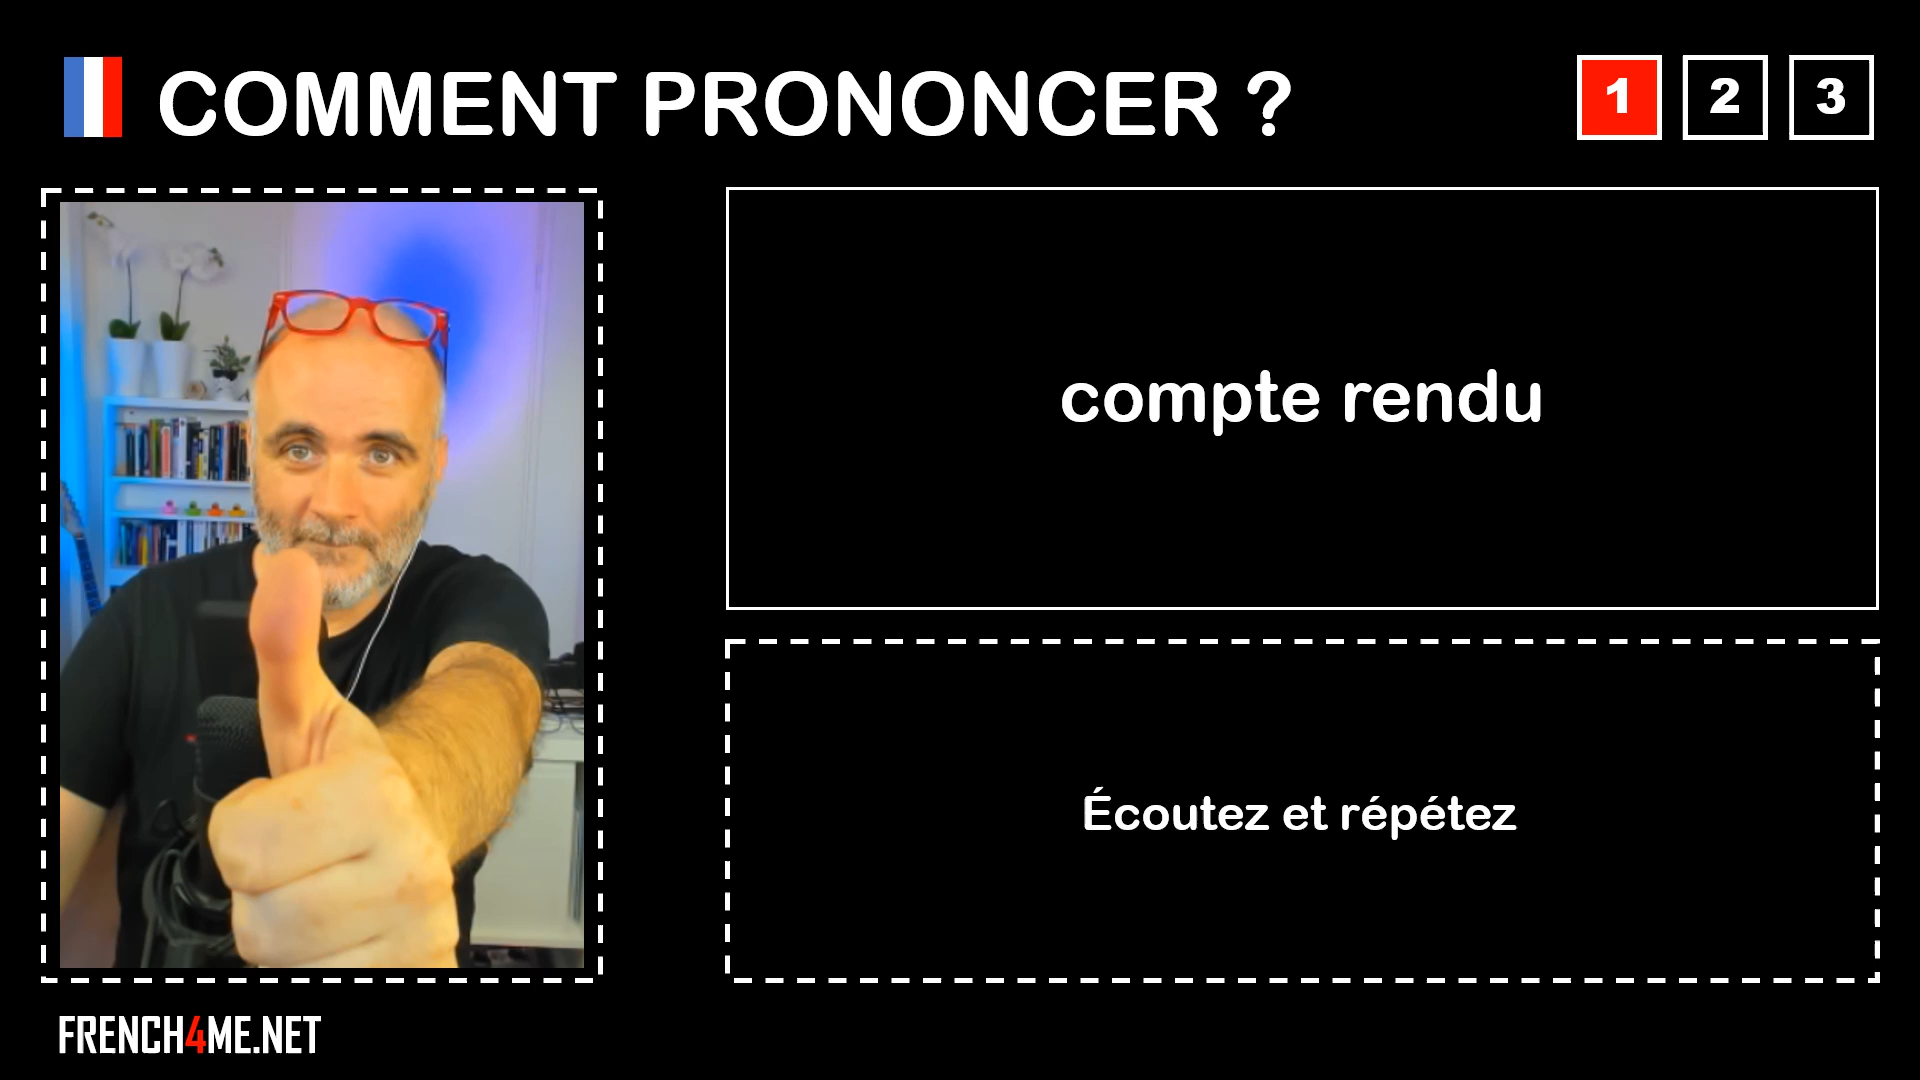 COMMENT PRONONCER ?
1 2 3
compte rendu
Écoutez et répétez
FRENCH4ME.NET